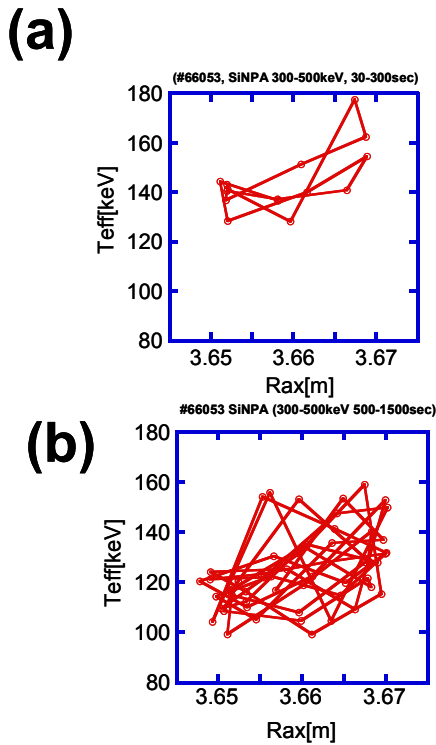 (a)
(#66053, SiNPA 300-500keV, 30-300sec)
180
160
140
120
100
80
Teff[keV]
3.65 3.66 3.67
Rax[m]
(b)
#66053 SiNPA (300-500keV 500-1500sec)
180
160
140
120
100
80
Teff[keV]
3.65 3.66 3.67
Rax[m]